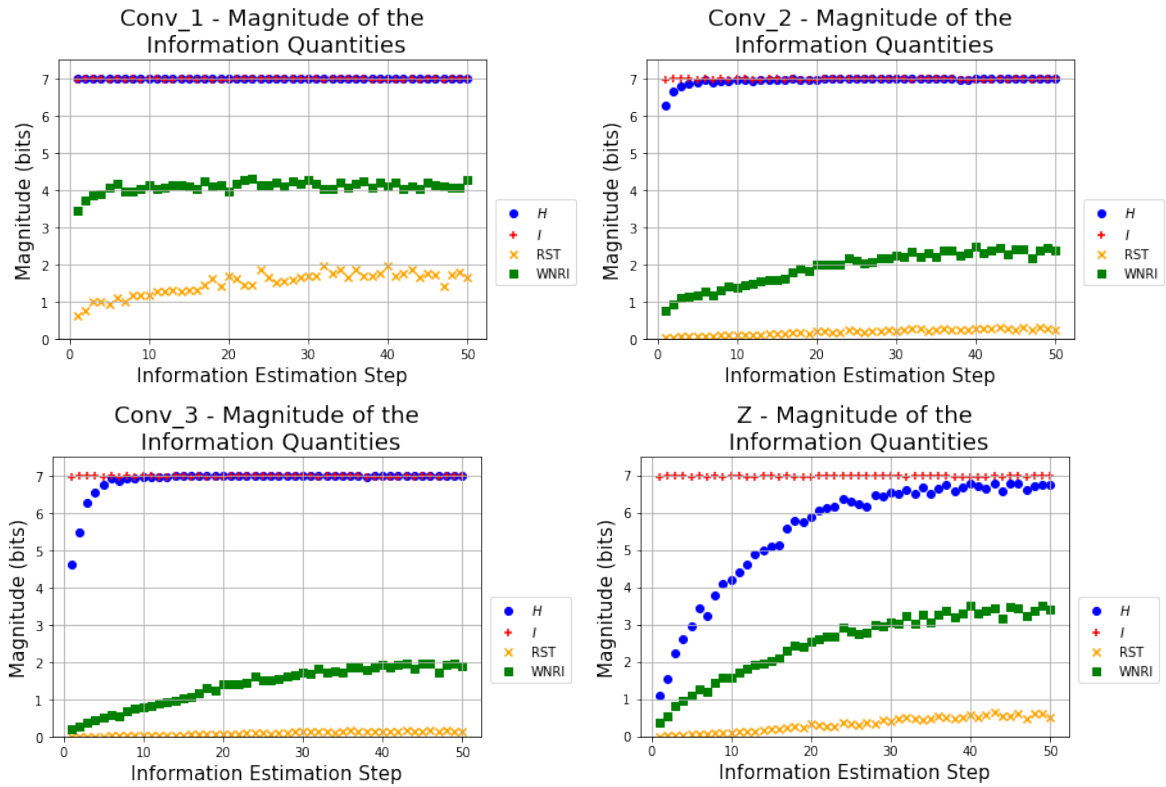 Conv_1 - Magnitude of the
Information Quantities
7
6
5
4
3
2
1
0
Magnitude (bits)
0 10 20 30 40 50
Information Estimation Step
H
I
RST
WNRI
Conv_2 - Magnitude of the
Information Quantities
7
6
5
4
3
2
1
0
Magnitude (bits)
0 10 20 30 40 50
Information Estimation Step
H
I
RST
WNRI
Conv_3 - Magnitude of the
Information Quantities
7
6
5
4
3
2
1
0
Magnitude (bits)
0 10 20 30 40 50
Information Estimation Step
H
I
RST
WNRI
Z - Magnitude of the
Information Quantities
7
6
5
4
3
2
1
0
Magnitude (bits)
0 10 20 30 40 50
Information Estimation Step
H
I
RST
WNRI